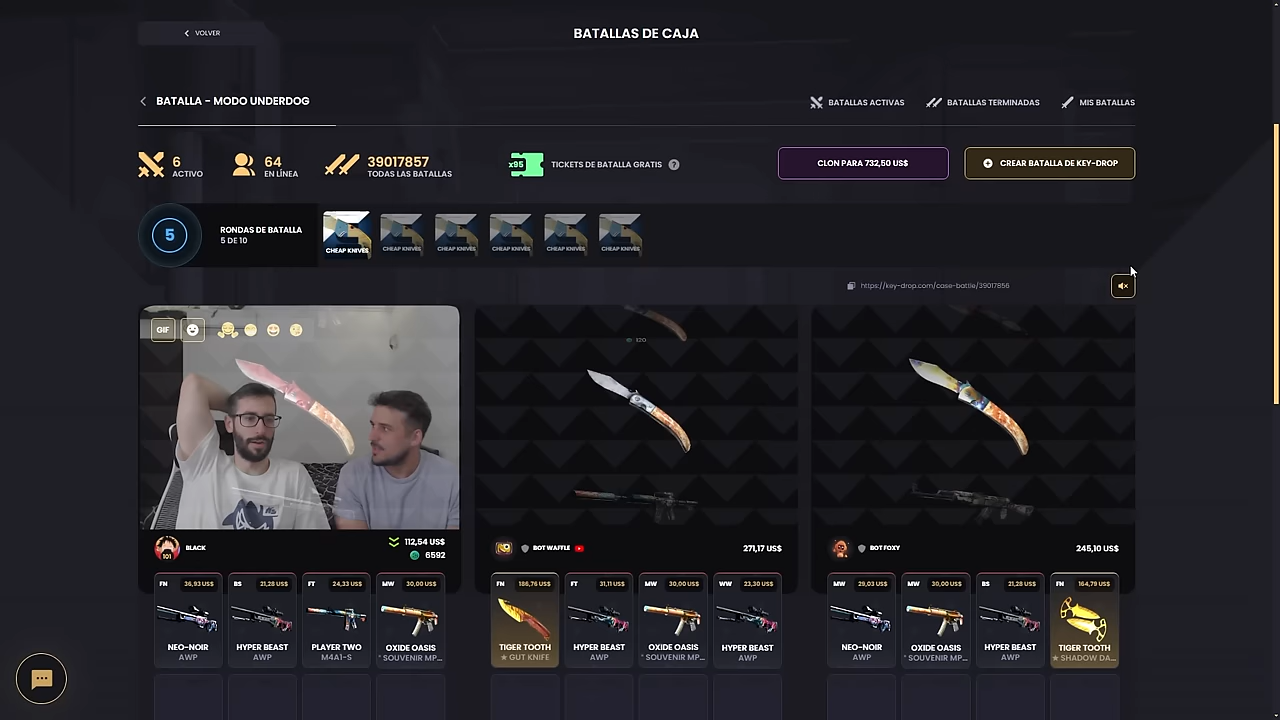 VOLVER
BATALLAS DE CAJA
BATALLA - MODO UNDERDOG
BATALLAS ACTIVAS
BATALLAS TERMINADAS
MIS BATALLAS
6
ACTIVO
64
EN LÍNEA
39017857
TODAS LAS BATALLAS
x95
TICKETS DE BATALLA GRATIS
?
CLON PARA 732,50 US$
CREAR BATALLA DE KEY-DROP
5
RONDAS DE BATALLA
5 DE 10
CHEAP KNIVES
CHEAP KNIVES
CHEAP KNIVES
CHEAP KNIVES
CHEAP KNIVES
CHEAP KNIVES
https://key-drop.com/case-battle/39017856
GIF
120
101
BLACK
112,54 US$
6592
BOT WAFFLE
271,17 US$
BOT FOXY
245,10 US$
FN 36,93 US$
BS 21,28 US$
FT 24,33 US$
MW 30,00 US$
NEO-NOIR
AWP
HYPER BEAST
AWP
PLAYER TWO
M4A1-S
OXIDE OASIS
* SOUVENIR MP...
FN 186,76 US$
FT 31,11 US$
MW 30,00 US$
WW 23,30 US$
TIGER TOOTH
★ GUT KNIFE
HYPER BEAST
AWP
OXIDE OASIS
* SOUVENIR MP...
HYPER BEAST
AWP
MW 29,03 US$
MW 30,00 US$
BS 21,28 US$
FN 164,79 US$
NEO-NOIR
AWP
OXIDE OASIS
* SOUVENIR MP...
HYPER BEAST
AWP
TIGER TOOTH
★ SHADOW DA...